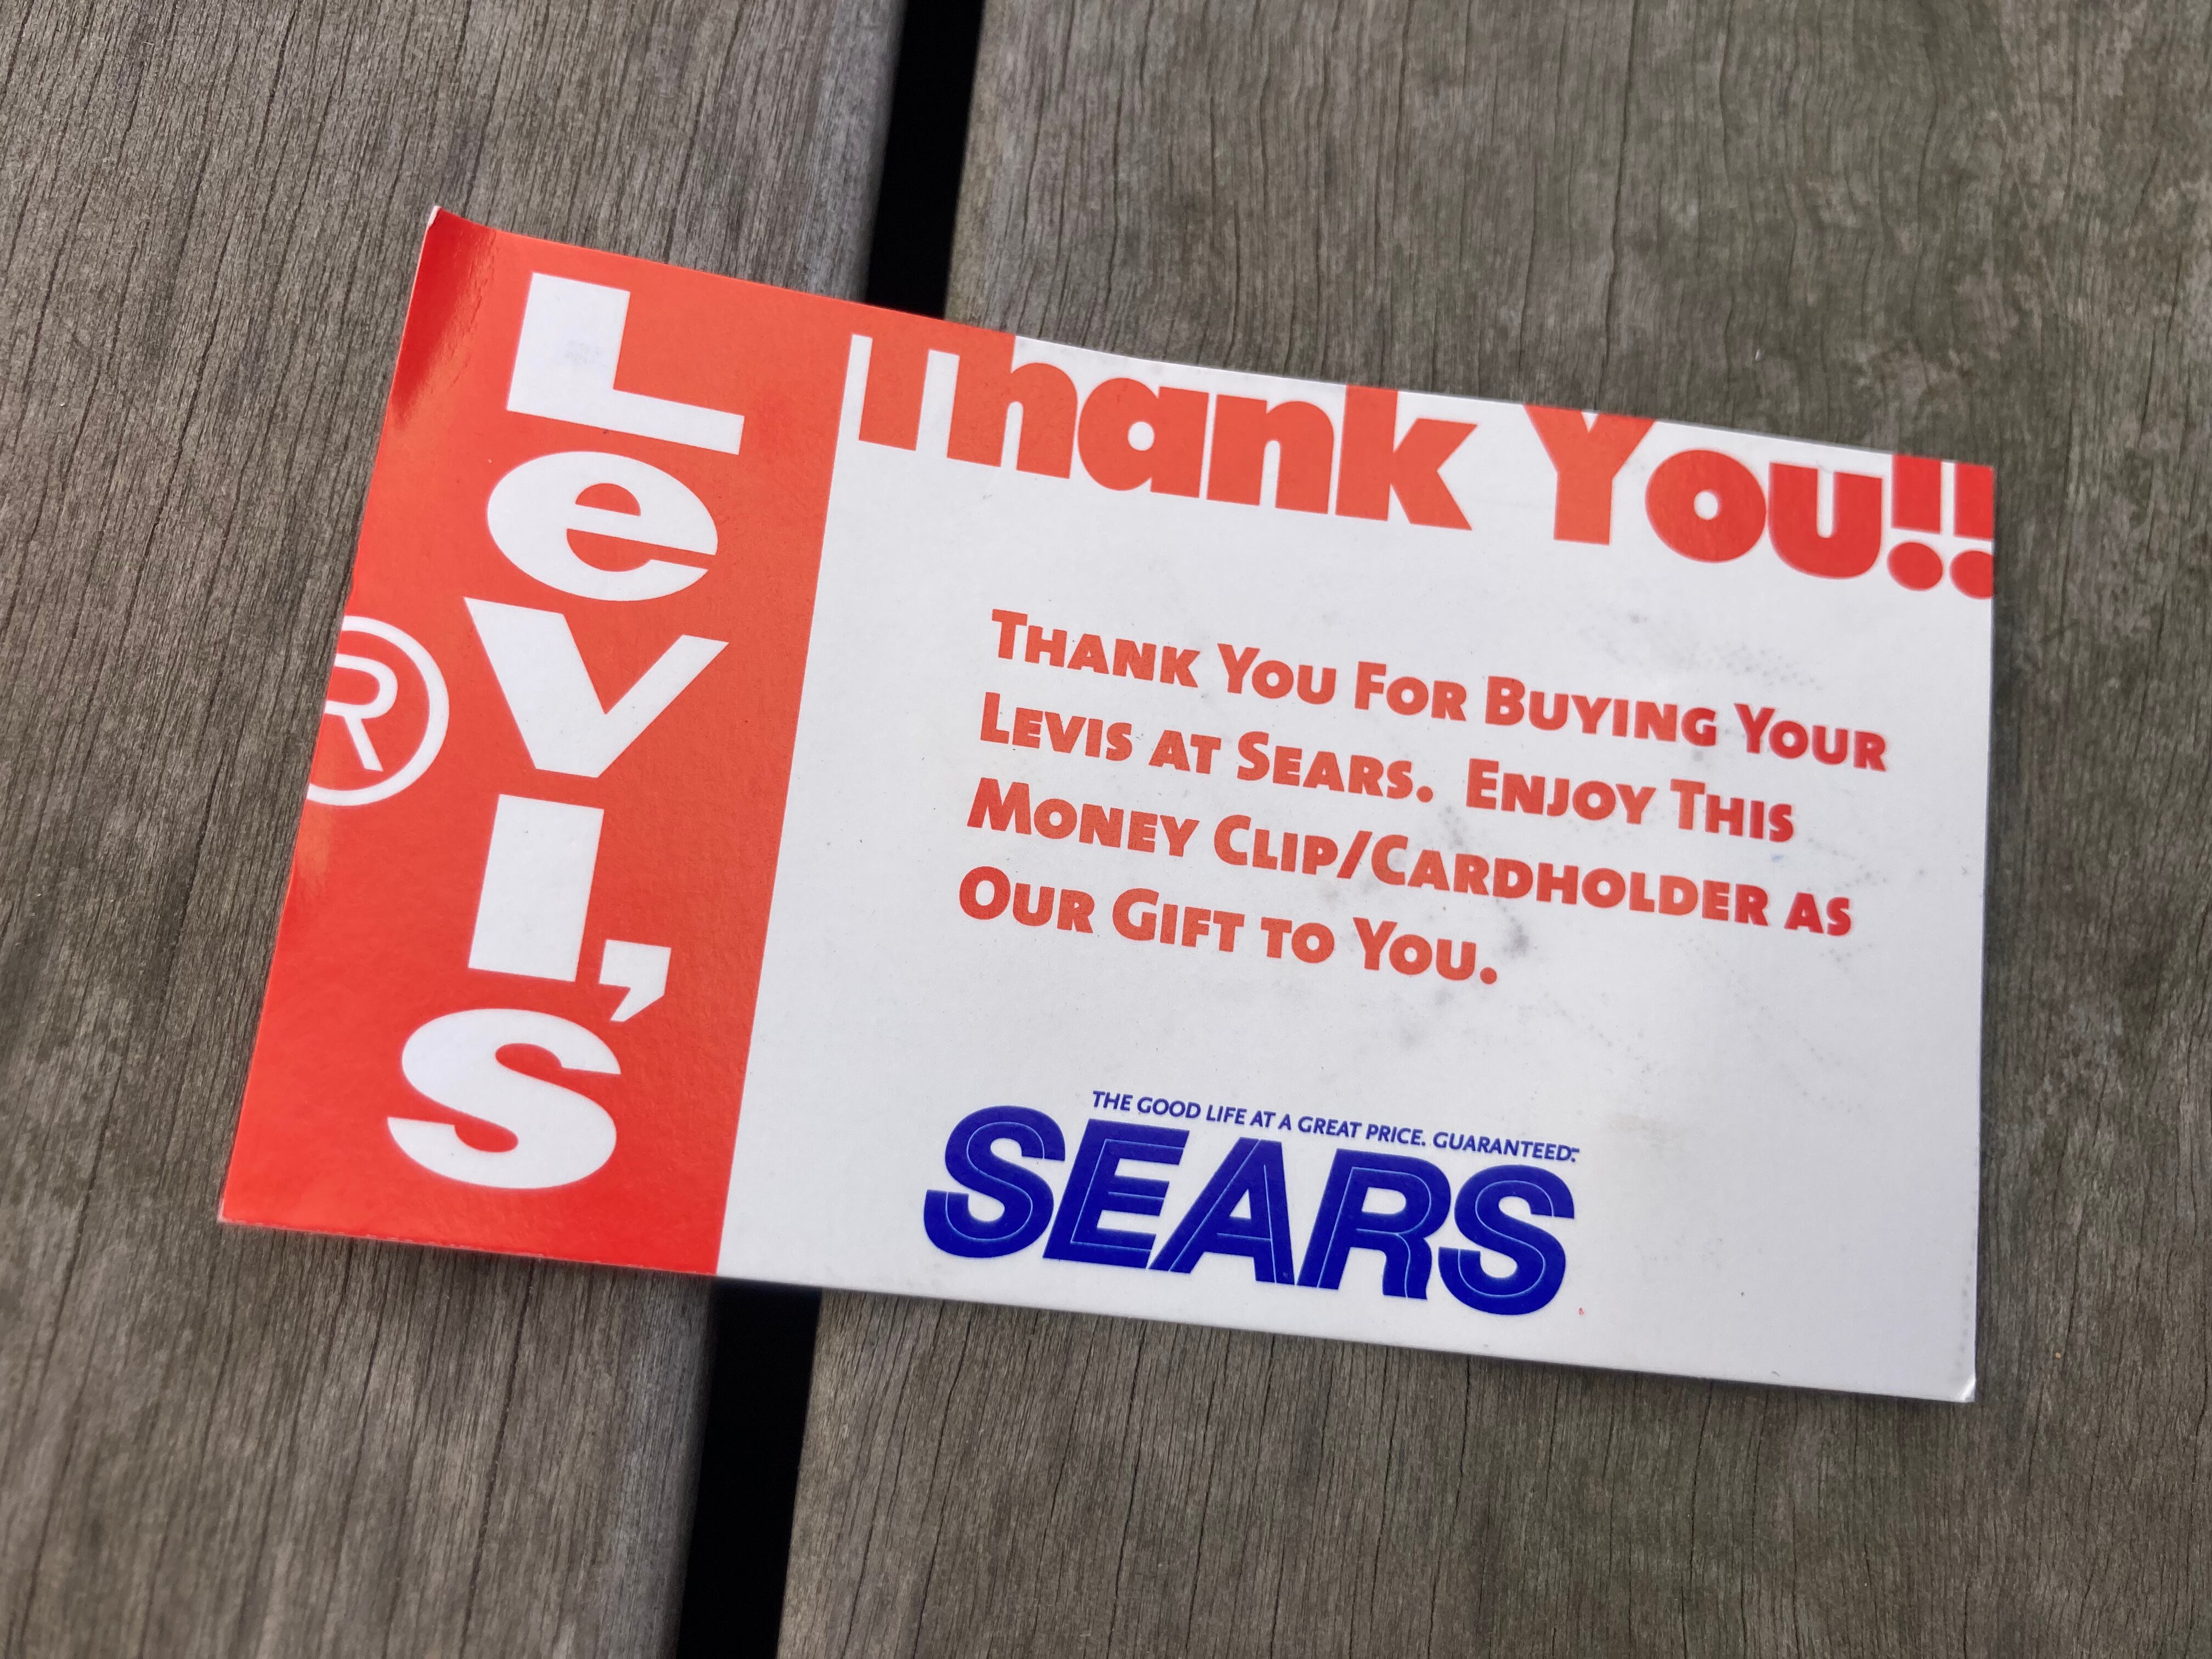 Levi's
®
Thank You!!
Thank You For Buying Your
Levis at Sears. Enjoy This
Money Clip/Cardholder as
Our Gift to You.
THE GOOD LIFE AT A GREAT PRICE. GUARANTEED.℠
SEARS